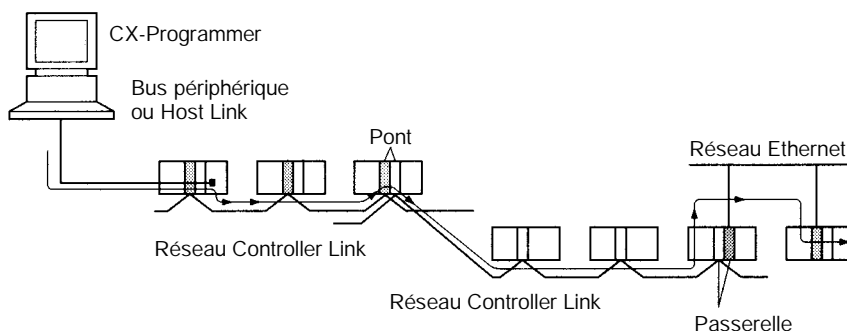 CX-Programmer
Bus périphérique
ou Host Link
Pont
Réseau Ethernet
Réseau Controller Link
Réseau Controller Link
Passerelle